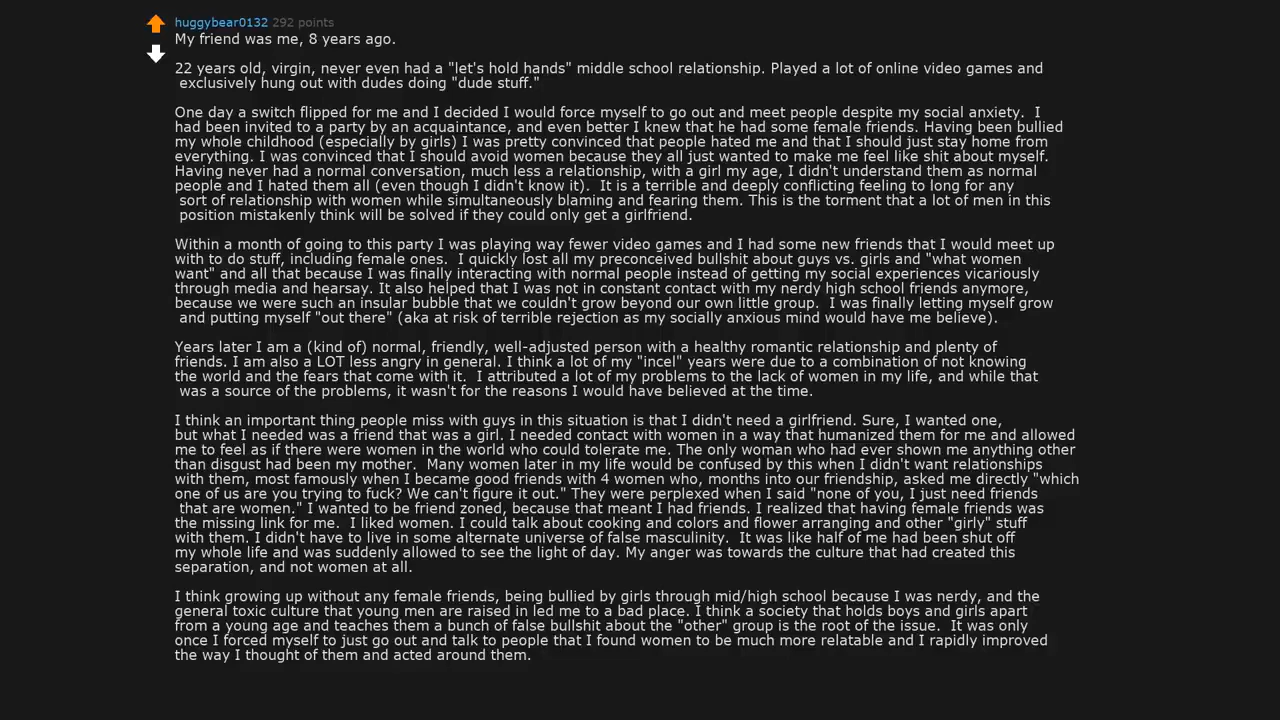 huggybear0132 292 points
My friend was me, 8 years ago.
22 years old, virgin, never even had a "let's hold hands" middle school relationship. Played a lot of online video games and
exclusively hung out with dudes doing "dude stuff."
One day a switch flipped for me and I decided I would force myself to go out and meet people despite my social anxiety. I
had been invited to a party by an acquaintance, and even better I knew that he had some female friends. Having been bullied
my whole childhood (especially by girls) I was pretty convinced that people hated me and that I should just stay home from
everything. I was convinced that I should avoid women because they all just wanted to make me feel like shit about myself.
Having never had a normal conversation, much less a relationship, with a girl my age, I didn't understand them as normal
people and I hated them all (even though I didn't know it). It is a terrible and deeply conflicting feeling to long for any
sort of relationship with women while simultaneously blaming and fearing them. This is the torment that a lot of men in this
position mistakenly think will be solved if they could only get a girlfriend.
Within a month of going to this party I was playing way fewer video games and I had some new friends that I would meet up
with to do stuff, including female ones. I quickly lost all my preconceived bullshit about guys vs. girls and "what women
want" and all that because I was finally interacting with normal people instead of getting my social experiences vicariously
through media and hearsay. It also helped that I was not in constant contact with my nerdy high school friends anymore,
because we were such an insular bubble that we couldn't grow beyond our own little group. I was finally letting myself grow
and putting myself "out there" (aka at risk of terrible rejection as my socially anxious mind would have me believe).
Years later I am a (kind of) normal, friendly, well-adjusted person with a healthy romantic relationship and plenty of
friends. I am also a LOT less angry in general. I think a lot of my "incel" years were due to a combination of not knowing
the world and the fears that come with it. I attributed a lot of my problems to the lack of women in my life, and while that
was a source of the problems, it wasn't for the reasons I would have believed at the time.
I think an important thing people miss with guys in this situation is that I didn't need a girlfriend. Sure, I wanted one,
but what I needed was a friend that was a girl. I needed contact with women in a way that humanized them for me and allowed
me to feel as if there were women in the world who could tolerate me. The only woman who had ever shown me anything other
than disgust had been my mother. Many women later in my life would be confused by this when I didn't want relationships
with them, most famously when I became good friends with 4 women who, months into our friendship, asked me directly "which
one of us are you trying to fuck? We can't figure it out." They were perplexed when I said "none of you, I just need friends
that are women." I wanted to be friend zoned, because that meant I had friends. I realized that having female friends was
the missing link for me. I liked women. I could talk about cooking and colors and flower arranging and other "girly" stuff
with them. I didn't have to live in some alternate universe of false masculinity. It was like half of me had been shut off
my whole life and was suddenly allowed to see the light of day. My anger was towards the culture that had created this
separation, and not women at all.
I think growing up without any female friends, being bullied by girls through mid/high school because I was nerdy, and the
general toxic culture that young men are raised in led me to a bad place. I think a society that holds boys and girls apart
from a young age and teaches them a bunch of false bullshit about the "other" group is the root of the issue. It was only
once I forced myself to just go out and talk to people that I found women to be much more relatable and I rapidly improved
the way I thought of them and acted around them.